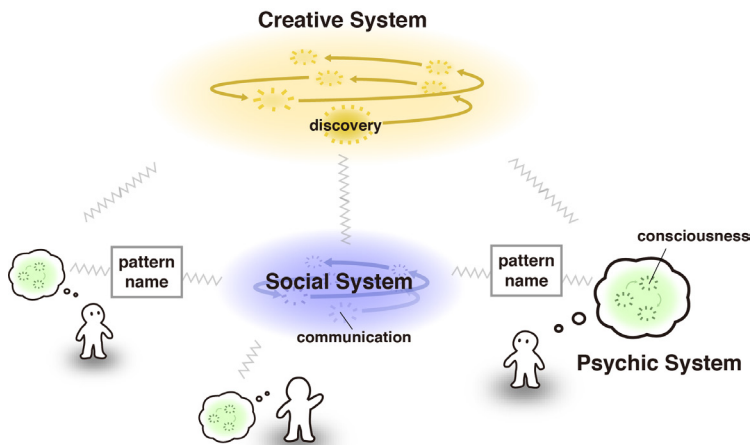 Creative System
discovery
consciousness
pattern
name
pattern
name
Social System
communication
Psychic System